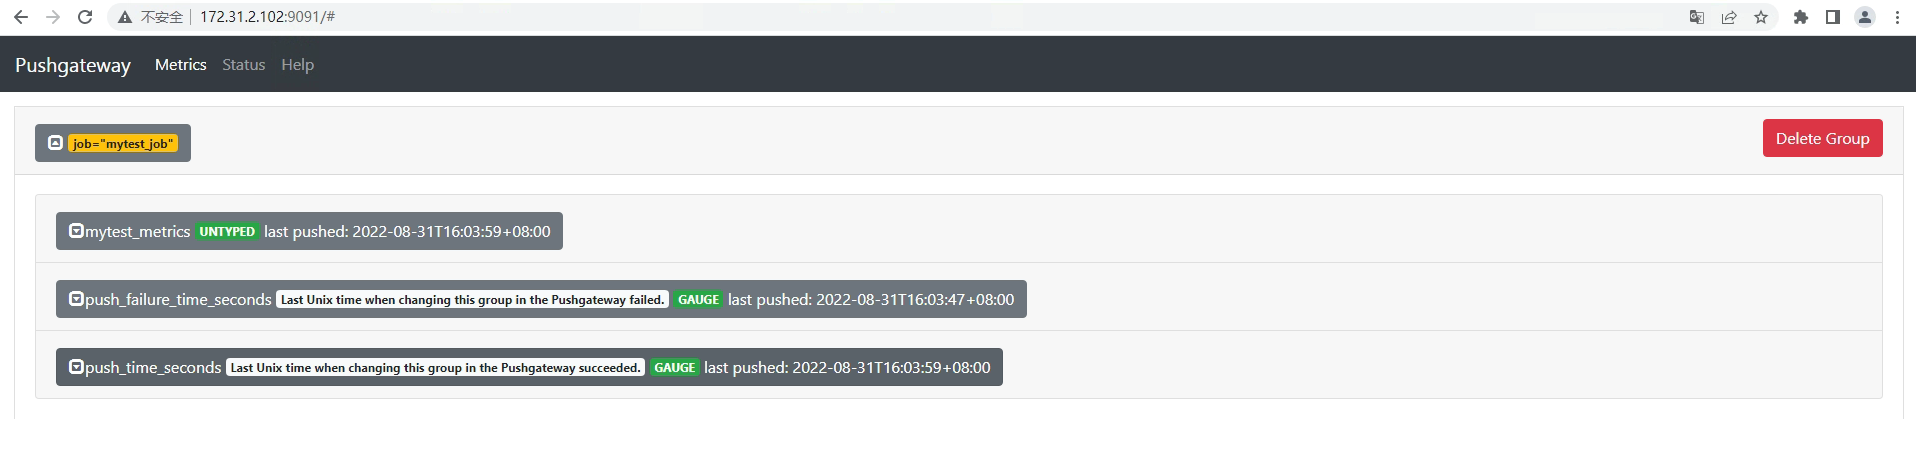 不安全 172.31.2.102:9091/#
Pushgateway Metrics Status Help
job="mytest_job" Delete Group
mytest_metrics UNTYPED last pushed: 2022-08-31T16:03:59+08:00
push_failure_time_seconds Last Unix time when changing this group in the Pushgateway failed. GAUGE last pushed: 2022-08-31T16:03:47+08:00
push_time_seconds Last Unix time when changing this group in the Pushgateway succeeded. GAUGE last pushed: 2022-08-31T16:03:59+08:00